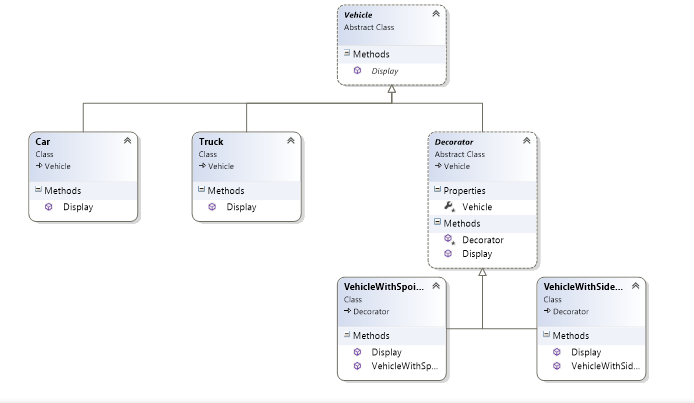 Vehicle
Abstract Class
Methods
Display
Car
Class
Vehicle
Methods
Display
Truck
Class
Vehicle
Methods
Display
Decorator
Abstract Class
Vehicle
Properties
Vehicle
Methods
Decorator
Display
VehicleWithSpoi...
Class
Decorator
Methods
Display
VehicleWithSp...
VehicleWithSide...
Class
Decorator
Methods
Display
VehicleWithSid...